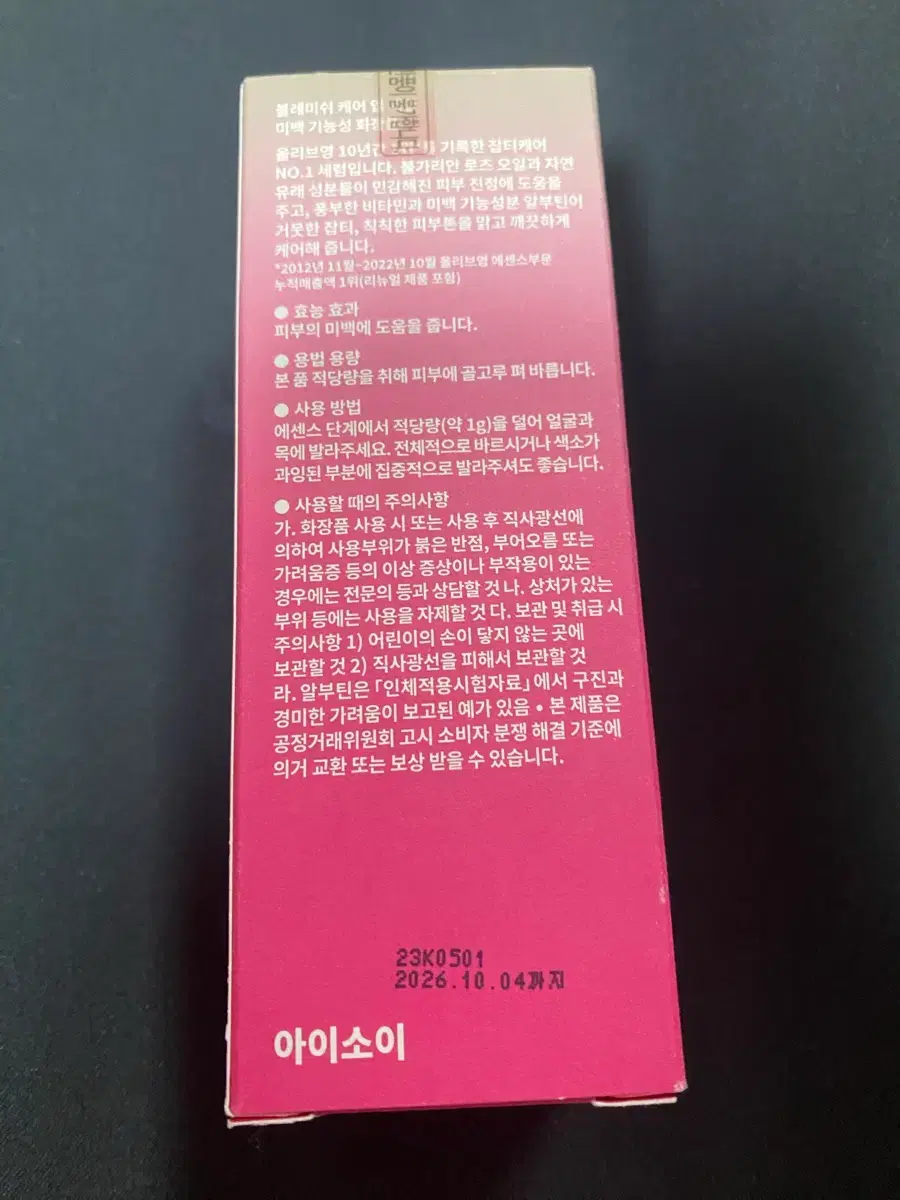 블래미쉬 케어
미백 기능성
올리브영 10년간 기록한 잡티케어
NO.1 세럼입니다. 불가리안 로즈 오일과 자연
유래 성분들이 민감해진 피부 진정에 도움을
주고, 풍부한 비타민과 미백 기능성분 알부틴이
거뭇한 잡티, 칙칙한 피부톤을 맑고 깨끗하게
케어해 줍니다.
*2012년 11월~2022년 10월 올리브영 에센스부문
누적매출액 1위(리뉴얼 제품 포함)
● 효능 효과
피부의 미백에 도움을 줍니다.
● 용법 용량
본 품 적당량을 취해 피부에 골고루 펴 바릅니다.
● 사용 방법
에센스 단계에서 적당량(약 1g)을 덜어 얼굴과
목에 발라주세요. 전체적으로 바르시거나 색소가
과잉된 부분에 집중적으로 발라주셔도 좋습니다.
● 사용할 때의 주의사항
가. 화장품 사용 시 또는 사용 후 직사광선에
의하여 사용부위가 붉은 반점, 부어오름 또는
가려움증 등의 이상 증상이나 부작용이 있는
경우에는 전문의 등과 상담할 것 나. 상처가 있는
부위 등에는 사용을 자제할 것 다. 보관 및 취급 시
주의사항 1) 어린이의 손이 닿지 않는 곳에
보관할 것 2) 직사광선을 피해서 보관할 것
라. 알부틴은 「인체적용시험자료」에서 구진과
경미한 가려움이 보고된 예가 있음 • 본 제품은
공정거래위원회 고시 소비자 분쟁 해결 기준에
의거 교환 또는 보상 받을 수 있습니다.
23K0501
2026.10.04까지
아이소이